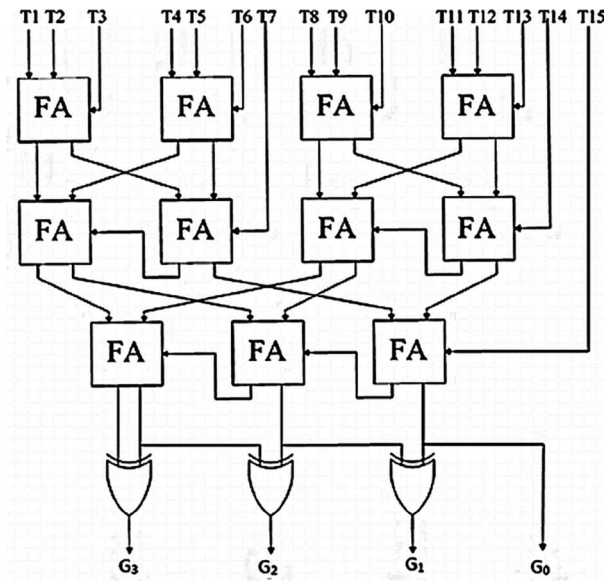 T1 T2 T3 T4 T5 T6 T7 T8 T9 T10 T11 T12 T13 T14 T15
FA FA FA FA
FA FA FA FA
FA FA FA
G3 G2 G1 G0